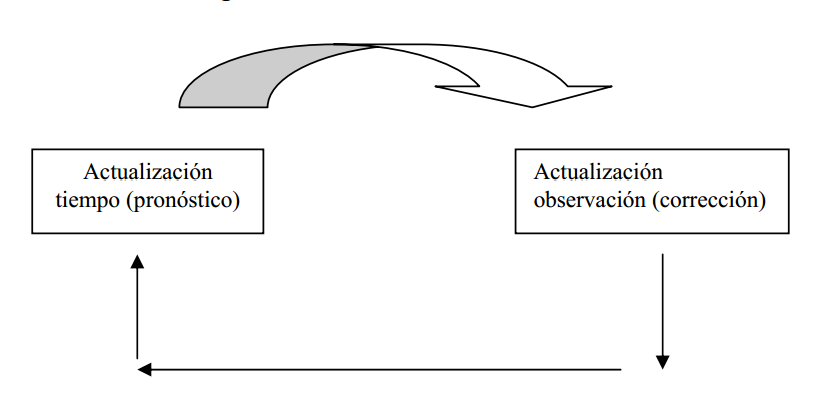 Actualización
tiempo (pronóstico)
Actualización
observación (corrección)